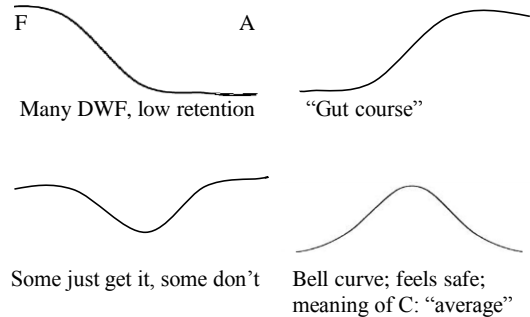 F A
Many DWF, low retention
“Gut course”
Some just get it, some don’t
Bell curve; feels safe;
meaning of C: “average”